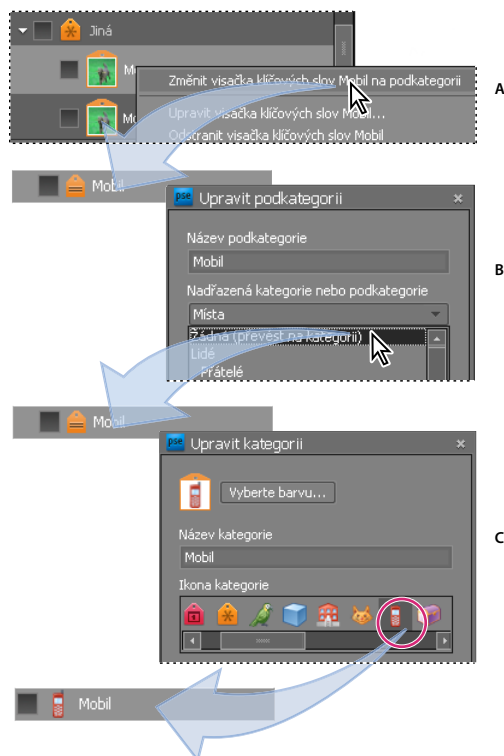 Jiná
Změnit visačka klíčových slov Mobil na podkategorii
A
Upravit visačka klíčových slov Mobil...
Odstranit visačka klíčových slov Mobil
Mobil
pse Upravit podkategorii
Název podkategorie
B
Mobil
Nadřazená kategorie nebo podkategorie
Místa
Žádná (převést na kategorii)
Lidé
Přátelé
Mobil
pse Upravit kategorii
Vyberte barvu...
Název kategorie
C
Mobil
Ikona kategorie
Mobil